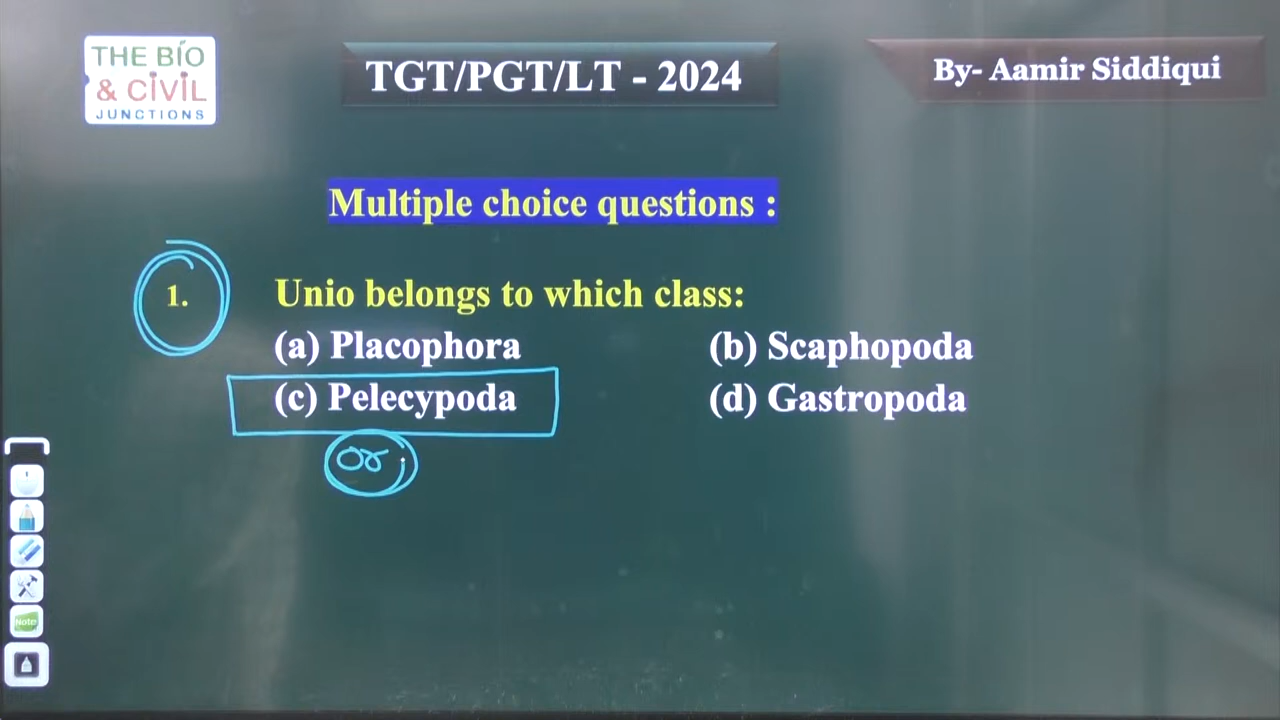 THE BIO
& CIVIL
JUNCTIONS
TGT/PGT/LT - 2024
By- Aamir Siddiqui
Multiple choice questions :
1. Unio belongs to which class:
(a) Placophora (b) Scaphopoda
(c) Pelecypoda (d) Gastropoda
or
Note